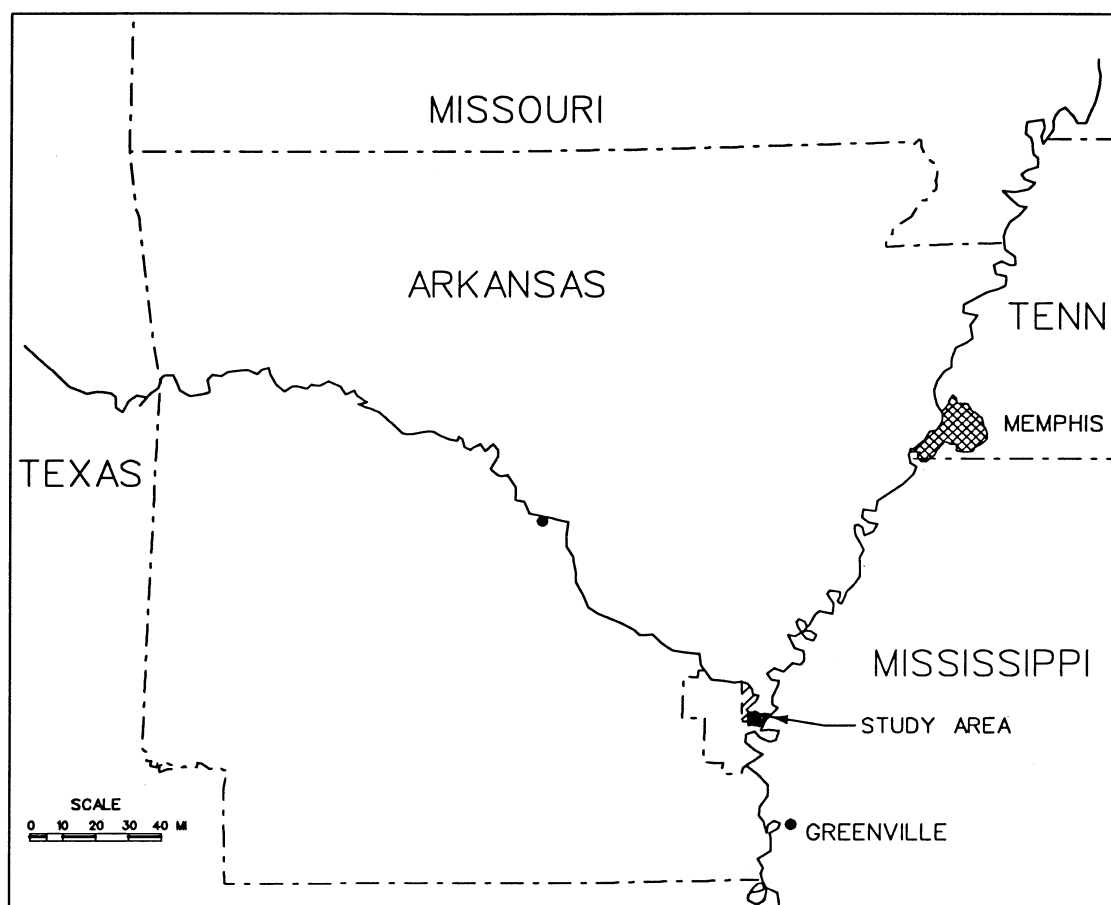 MISSOURI
ARKANSAS
TENN
MEMPHIS
TEXAS
MISSISSIPPI
STUDY AREA
SCALE
0 10 20 30 40 MI
GREENVILLE